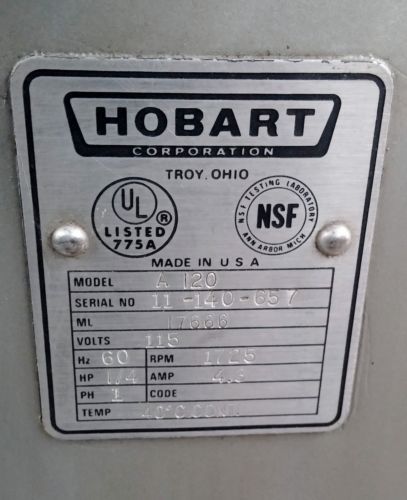 HOBART
CORPORATION
TROY, OHIO
UL
LISTED ®
775A
NSF TESTING LABORATORY
NSF
ANN ARBOR MICH
MADE IN U S A
MODEL A 120
SERIAL NO 11-140-657
ML 17666
VOLTS 115
Hz 60 RPM 1725
HP 1/4 AMP 4.3
PH 1 CODE
TEMP 40°C.CONT.